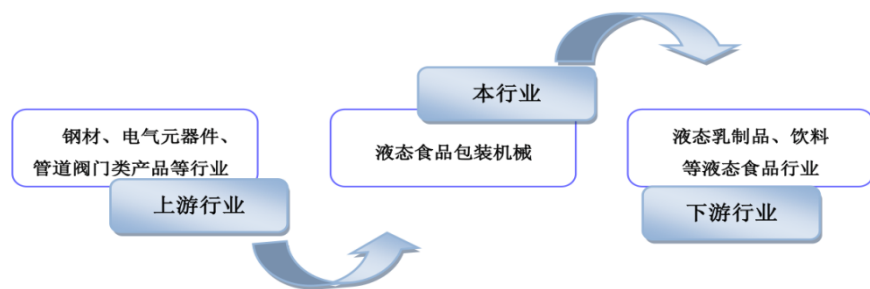 钢材、电气元器件、
管道阀门类产品等行业
上游行业
本行业
液态食品包装机械
液态乳制品、饮料
等液态食品行业
下游行业